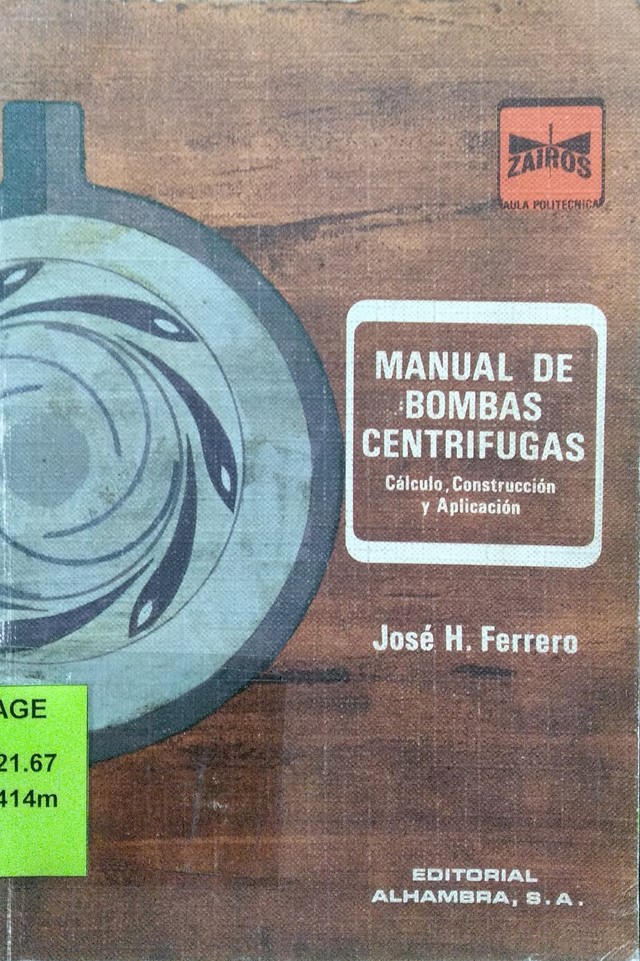 ZAIROS
AULA POLITECNICA
MANUAL DE
BOMBAS
CENTRIFUGAS
Cálculo, Construcción
y Aplicación
José H. Ferrero
AGE
21.67
414m
EDITORIAL
ALHAMBRA, S.A.